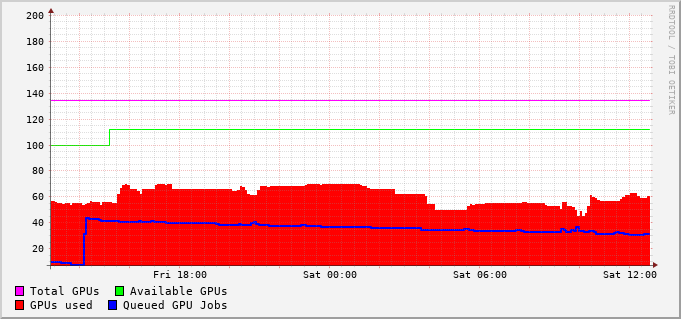 200
180
160
140
120
100
80
60
40
20
Fri 18:00 Sat 00:00 Sat 06:00 Sat 12:00
Total GPUs Available GPUs
GPUs used Queued GPU Jobs
RRDTOOL / TOBI OETIKER